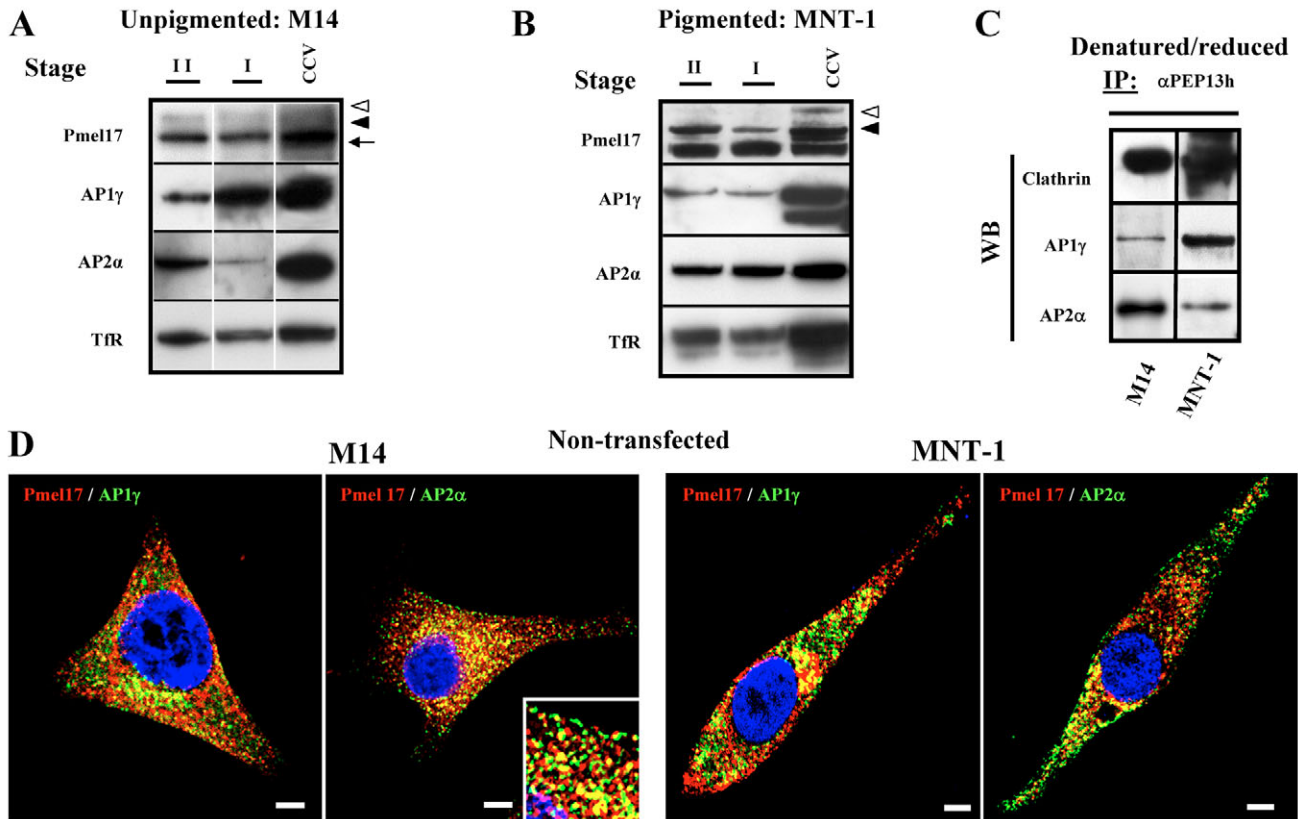 A
Unpigmented: M14
Stage
I I
I
CCV
Pmel17
AP1γ
AP2α
TfR
B
Pigmented: MNT-1
Stage
II
I
CCV
Pmel17
AP1γ
AP2α
TfR
C
Denatured/reduced
IP: αPEP13h
WB
Clathrin
AP1γ
AP2α
M14
MNT-1
D
Non-transfected
M14
MNT-1
Pmel17 / AP1γ
Pmel 17 / AP2α
Pmel17 / AP1γ
Pmel 17 / AP2α